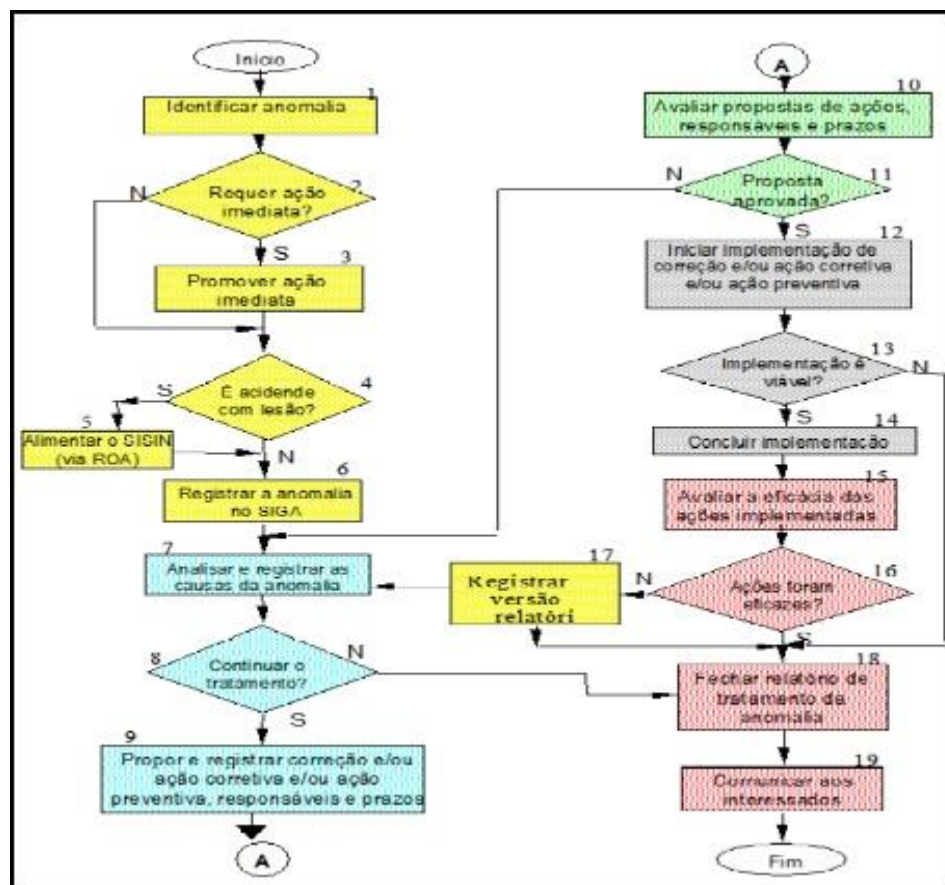 Início
1
Identificar anomalia
2
N
Requer ação
imediata?
S
3
Promover ação
imediata
4
S
É acidende
com lesão?
5
Alimentar o SISIN
(via ROA)
N
6
Registrar a anomalia
no SIGA
7
Analisar e registrar as
causas da anomalia
8
Continuar o
tratamento?
N
S
9
Propor e registrar correção e/ou
ação corretiva e/ou ação
preventiva, responsáveis e prazos
A
A
10
Avaliar propostas de ações,
responsáveis e prazos
N
11
Proposta
aprovada?
S
12
Iniciar implementação de
correção e/ou ação corretiva
e/ou ação preventiva
13
Implementação é
viável?
N
S
14
Concluir implementação
15
Avaliar a eficácia das
ações implementadas
16
N
Ações foram
eficazes?
S
17
Registrar
versão
relatóri
18
Fechar relatório de
tratamento da
anomalia
19
Comunicar aos
interessados
Fim